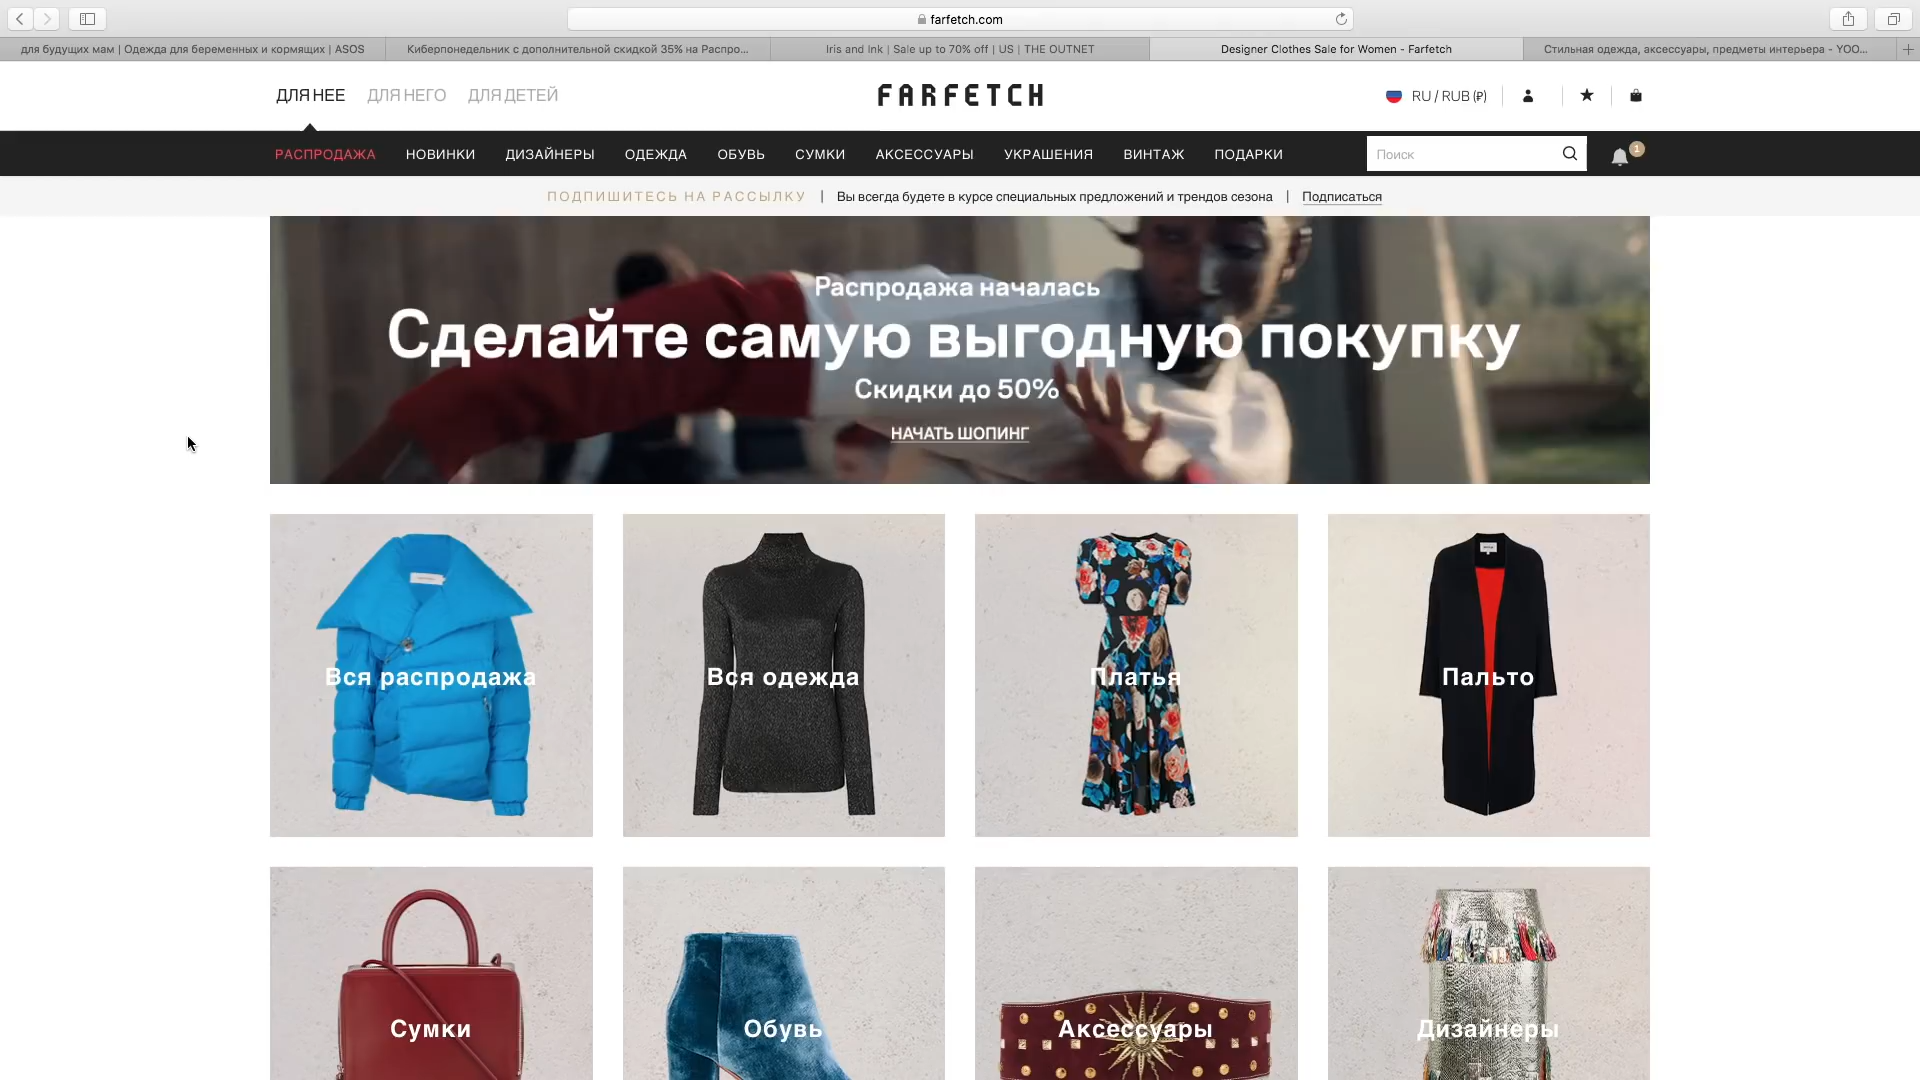 farfetch.com
для будущих мам | Одежда для беременных и кормящих | ASOS
Киберпонедельник с дополнительной скидкой 35% на Распро...
Iris and Ink | Sale up to 70% off | US | THE OUTNET
Designer Clothes Sale for Women - Farfetch
Стильная одежда, аксессуары, предметы интерьера - YOO...
ДЛЯ НЕЕ
ДЛЯ НЕГО
ДЛЯ ДЕТЕЙ
FARFETCH
RU / RUB (₽)
РАСПРОДАЖА
НОВИНКИ
ДИЗАЙНЕРЫ
ОДЕЖДА
ОБУВЬ
СУМКИ
АКСЕССУАРЫ
УКРАШЕНИЯ
ВИНТАЖ
ПОДАРКИ
Поиск
1
ПОДПИШИТЕСЬ НА РАССЫЛКУ | Вы всегда будете в курсе специальных предложений и трендов сезона | Подписаться
Распродажа началась
Сделайте самую выгодную покупку
Скидки до 50%
НАЧАТЬ ШОПИНГ
Вся распродажа
Вся одежда
Платья
Пальто
Сумки
Обувь
Аксессуары
Дизайнеры